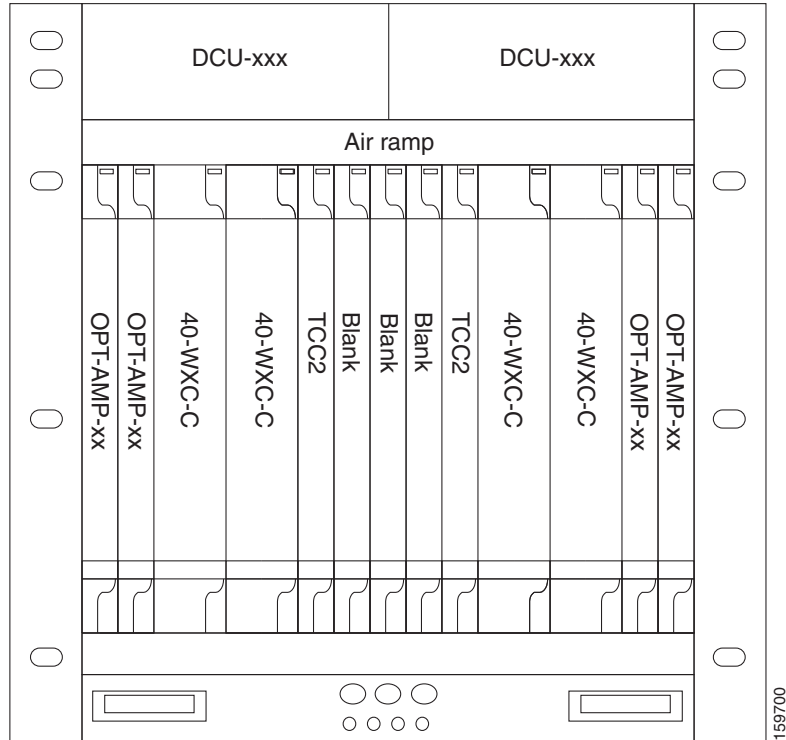 DCU-xxx
DCU-xxx
Air ramp
OPT-AMP-xx
OPT-AMP-xx
40-WXC-C
40-WXC-C
TCC2
Blank
Blank
Blank
TCC2
40-WXC-C
40-WXC-C
OPT-AMP-xx
OPT-AMP-xx
159700